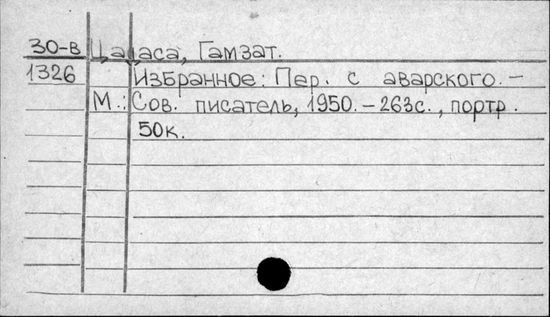 30-В Цадаса, Гамзат.
1326 Избранное: Пер. с аварского. –
М.: Сов. писатель, 1950. – 263с., портр.
50к.